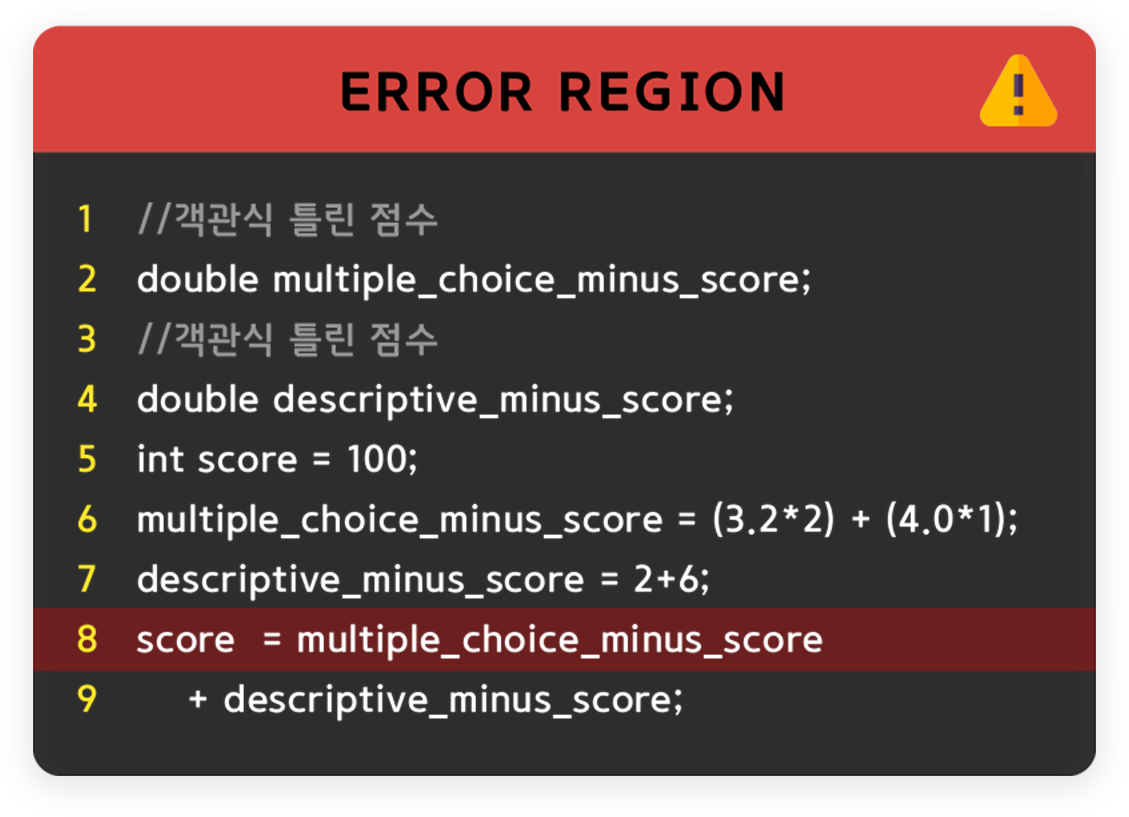 ERROR REGION
1 //객관식 틀린 점수
2 double multiple_choice_minus_score;
3 //객관식 틀린 점수
4 double descriptive_minus_score;
5 int score = 100;
6 multiple_choice_minus_score = (3.2*2) + (4.0*1);
7 descriptive_minus_score = 2+6;
8 score  = multiple_choice_minus_score
9     + descriptive_minus_score;